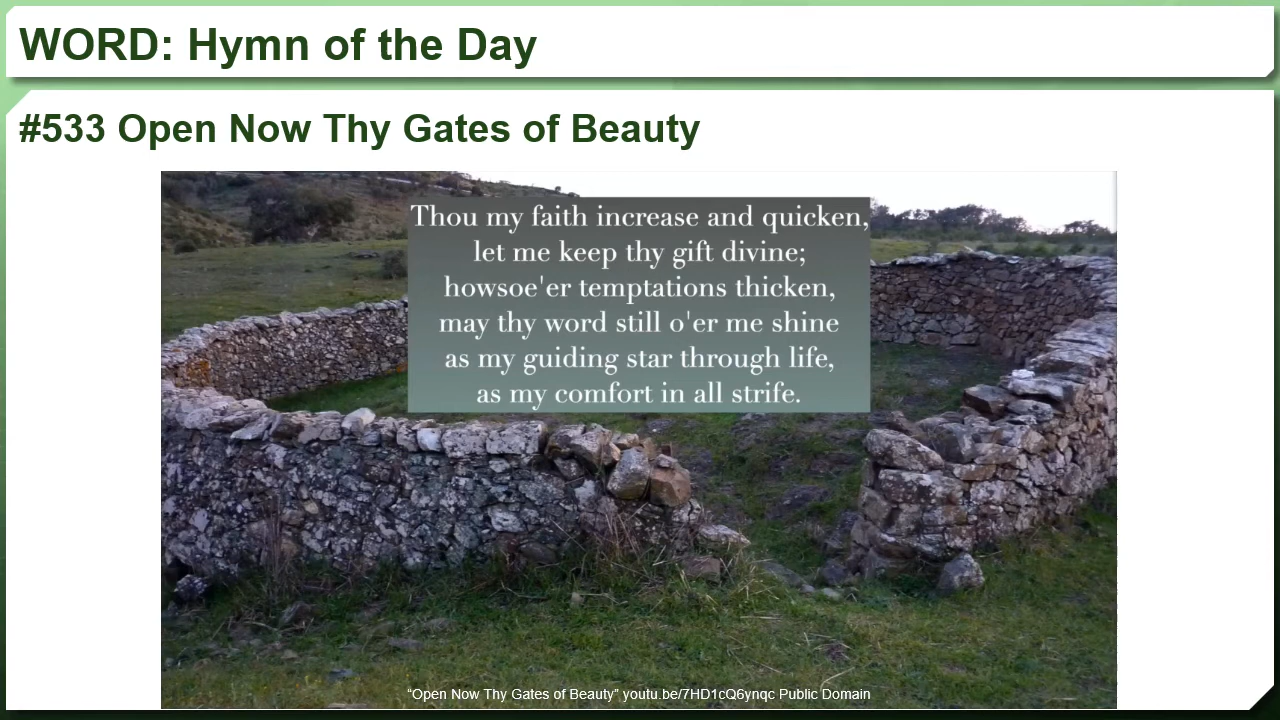 WORD: Hymn of the Day
#533 Open Now Thy Gates of Beauty
Thou my faith increase and quicken,
let me keep thy gift divine;
howsoe'er temptations thicken,
may thy word still o'er me shine
as my guiding star through life,
as my comfort in all strife.
“Open Now Thy Gates of Beauty” youtu.be/7HD1cQ6ynqc Public Domain